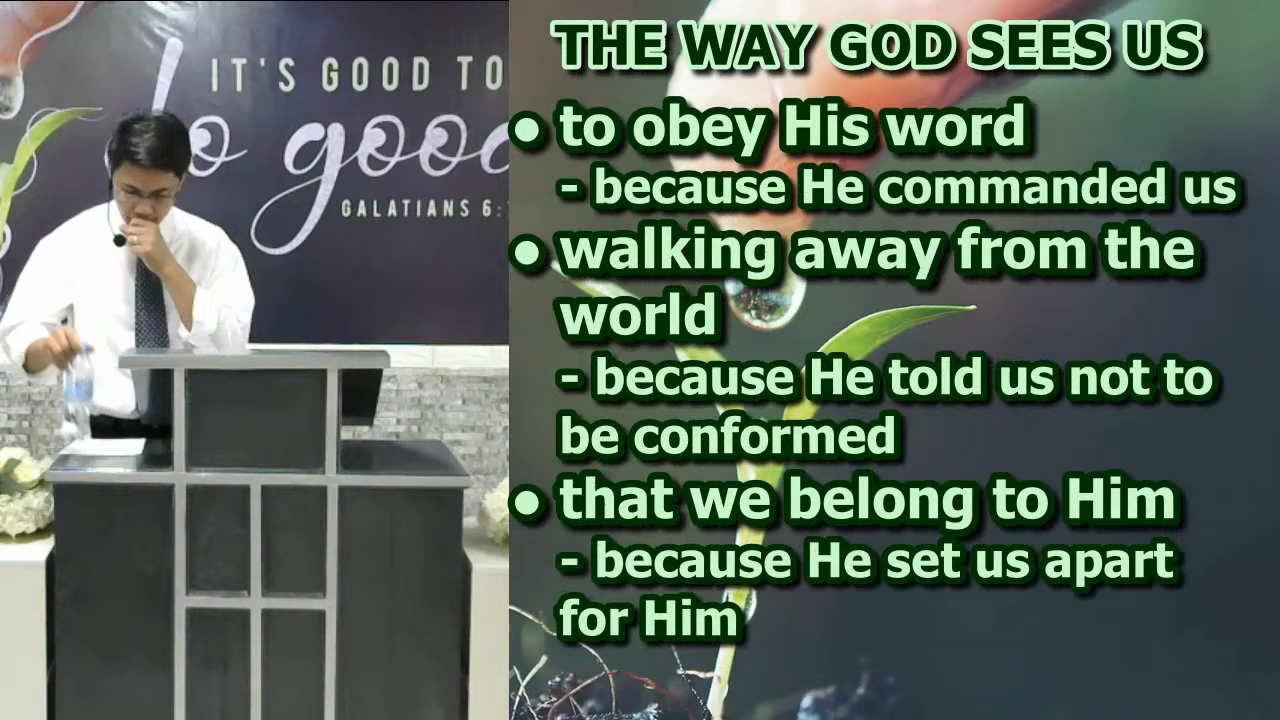 IT'S GOOD TO
do good
GALATIANS 6:
THE WAY GOD SEES US
• to obey His word
- because He commanded us
• walking away from the
world
- because He told us not to
be conformed
• that we belong to Him
- because He set us apart
for Him